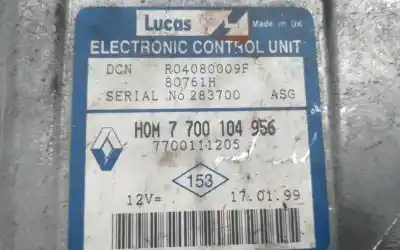 Lucas
Made in UK
ELECTRONIC CONTROL UNIT
DCN R04080009F
80761H
SERIAL No 283700 ASG
HOM 7 700 104 956
7700111205
153
12V= 17.01.99